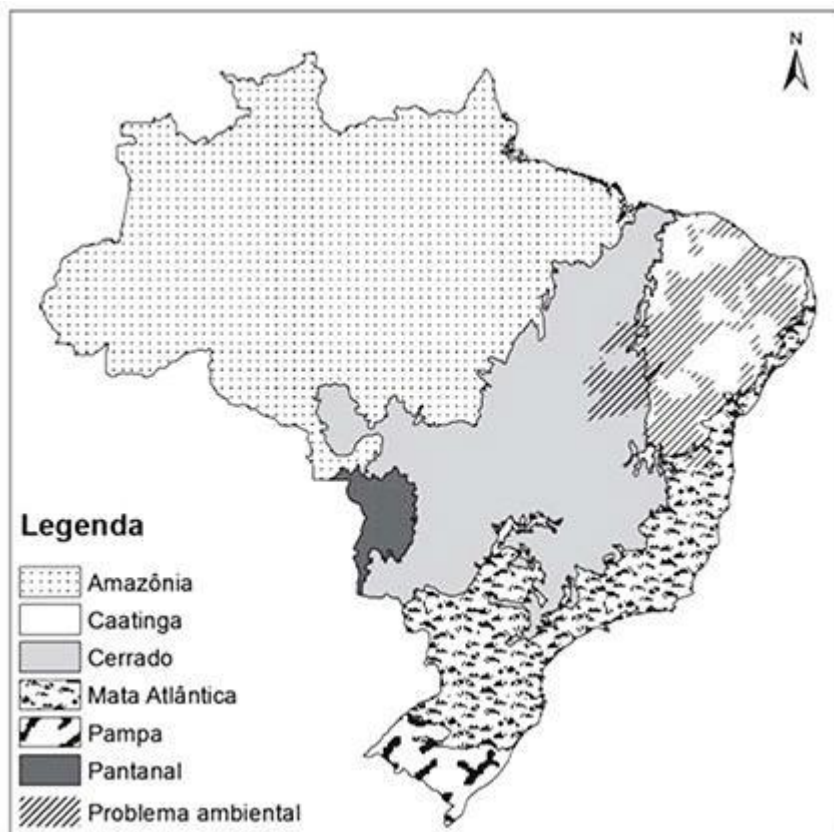 N
Legenda
Amazônia
Caatinga
Cerrado
Mata Atlântica
Pampa
Pantanal
Problema ambiental